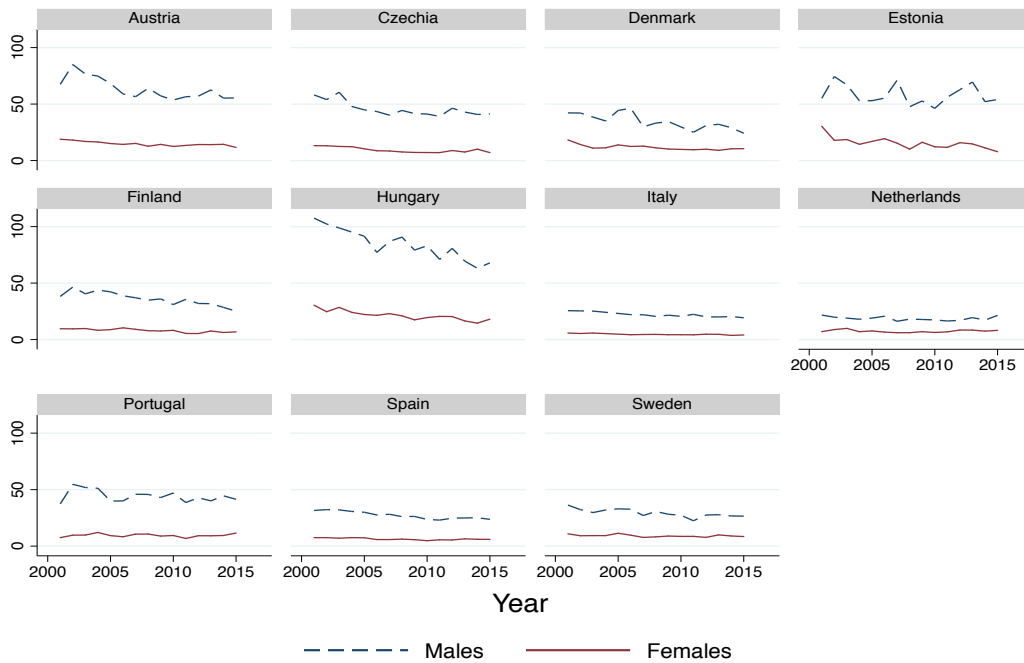 Austria Czechia Denmark Estonia
100
50
0
Finland Hungary Italy Netherlands
100
50
0
2000 2005 2010 2015
Portugal Spain Sweden
100
50
0
2000 2005 2010 2015 2000 2005 2010 2015 2000 2005 2010 2015
Year
Males Females